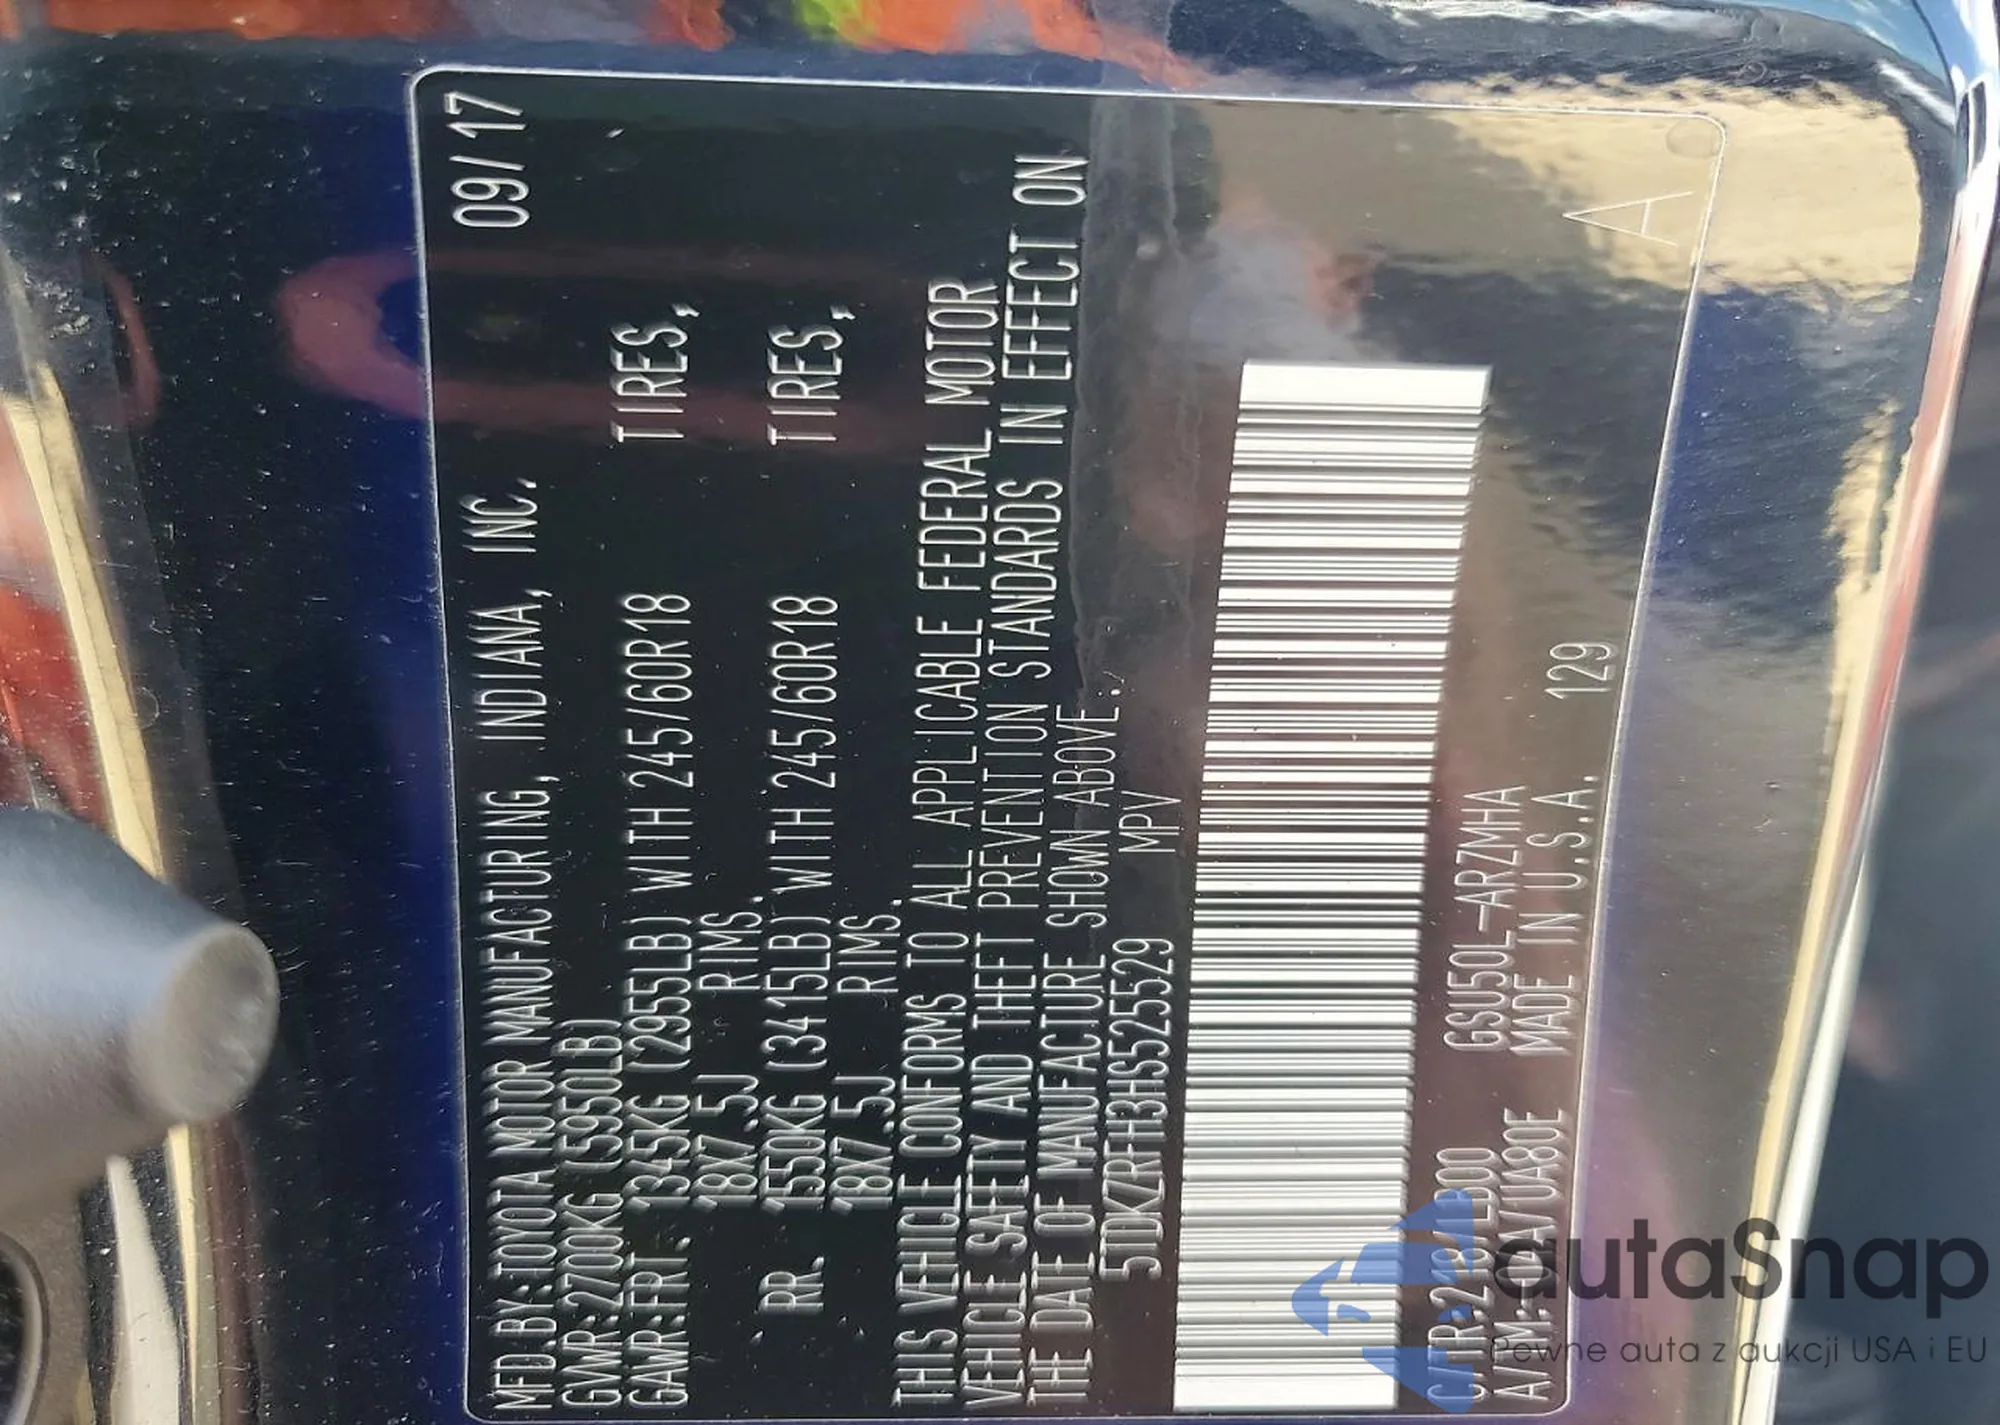 MFD.BY:TOYOTA MOTOR MANUFACTURING, INDIANA, INC. 09/17
GVWR:2700KG (5950LB)
GAWR:FRT. 1345KG (2955LB) WITH 245/60R18 TIRES,
18X7.5J RIMS.
RR. 1550KG (3415LB) WITH 245/60R18 TIRES,
18X7.5J RIMS.
THIS VEHICLE CONFORMS TO ALL APPLICABLE FEDERAL MOTOR
VEHICLE SAFETY AND THEFT PREVENTION STANDARDS IN EFFECT ON
THE DATE OF MANUFACTURE SHOWN ABOVE.
5TDKZRFH3HS525529 MPV
GSU50L-ARZMHA
A/TM: MADE IN U.S.A. 129
A
autaSnap
Pewne auta z aukcji USA i EU